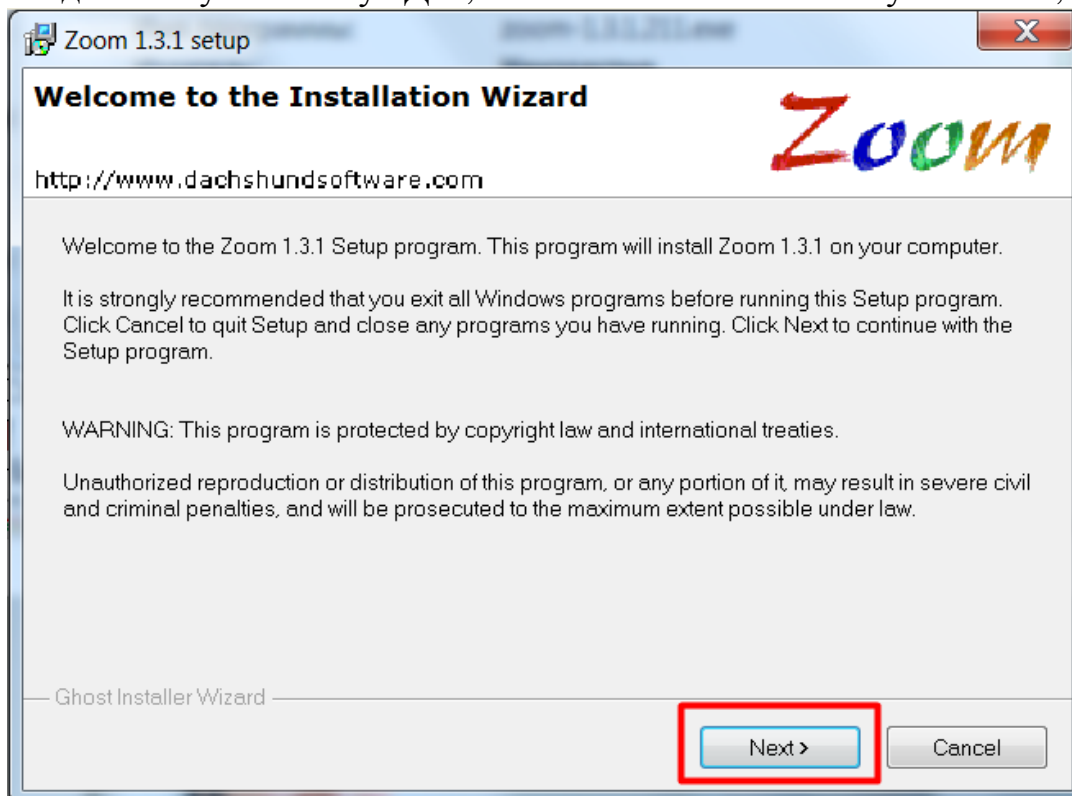 Zoom 1.3.1 setup
zoom-1.3.1.211.exe
Welcome to the Installation Wizard
Zoom
http://www.dachshundsoftware.com
Welcome to the Zoom 1.3.1 Setup program. This program will install Zoom 1.3.1 on your computer.
It is strongly recommended that you exit all Windows programs before running this Setup program.
Click Cancel to quit Setup and close any programs you have running. Click Next to continue with the
Setup program.
WARNING: This program is protected by copyright law and international treaties.
Unauthorized reproduction or distribution of this program, or any portion of it, may result in severe civil
and criminal penalties, and will be prosecuted to the maximum extent possible under law.
Ghost Installer Wizard
Next >
Cancel